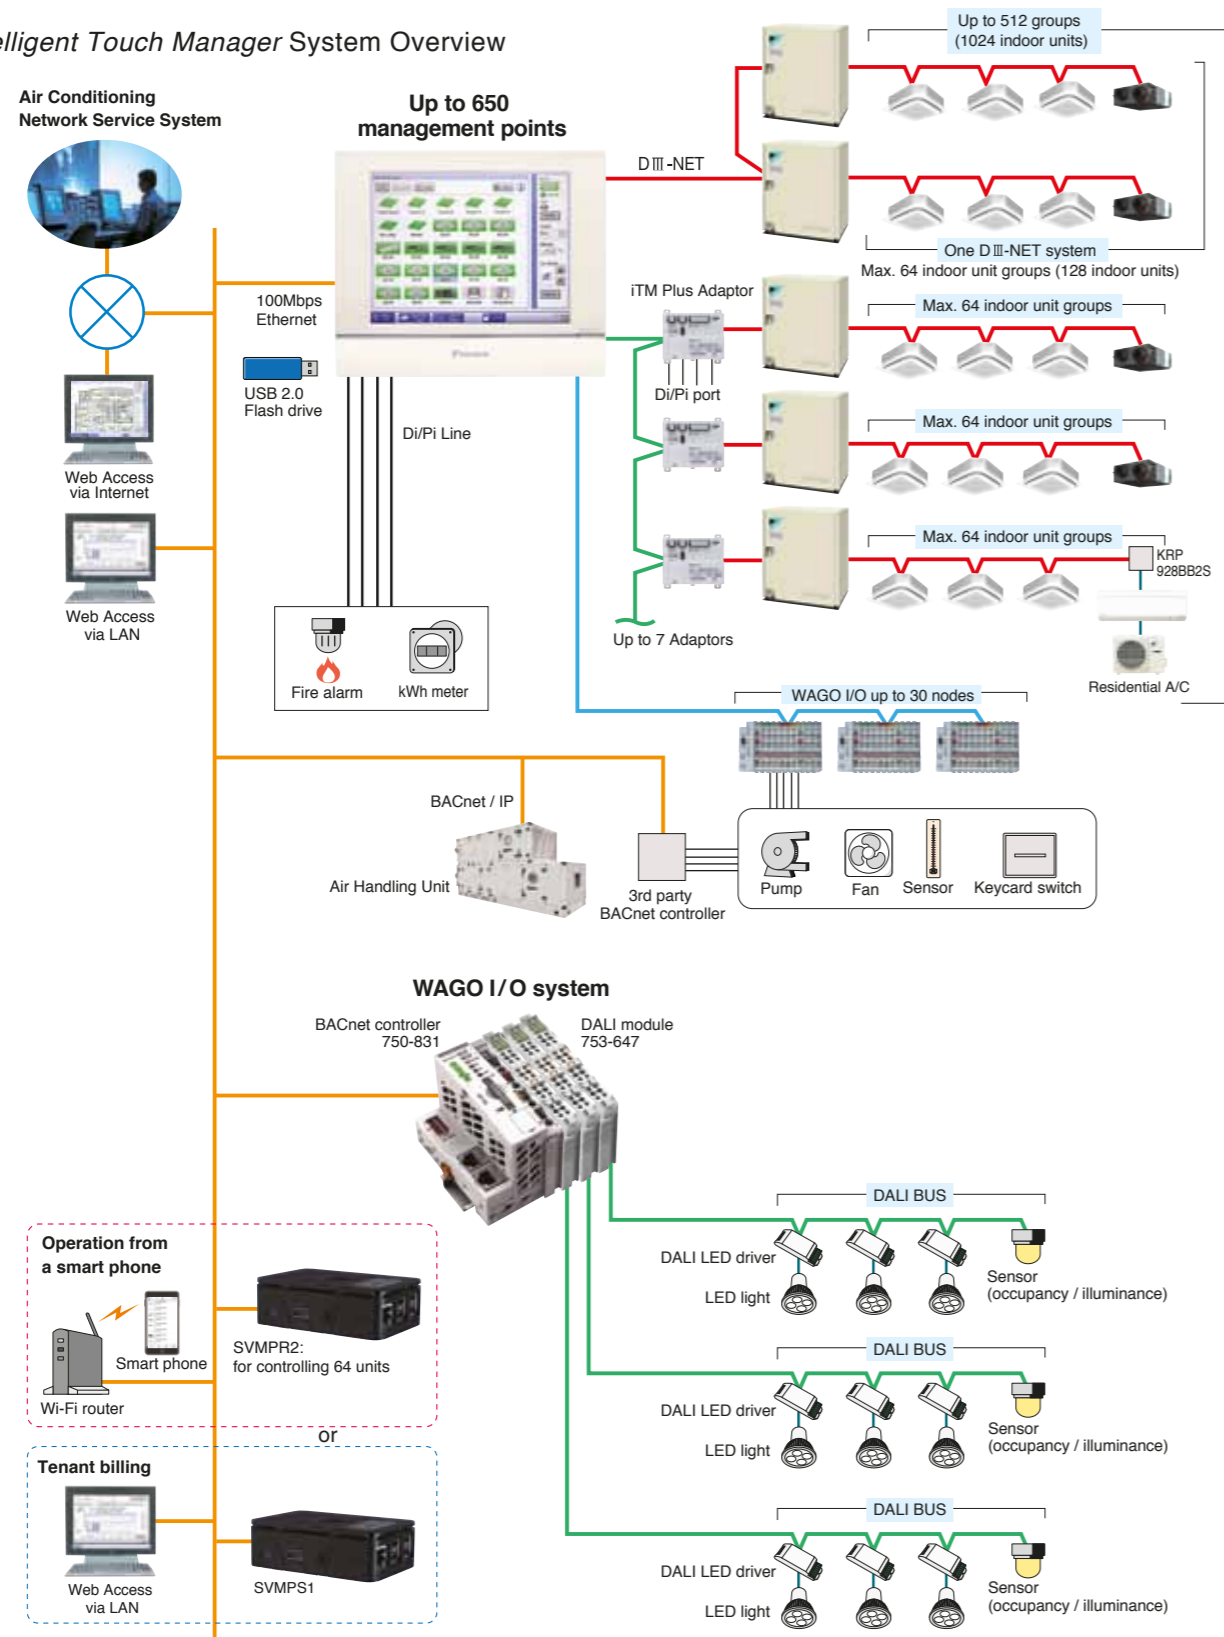 elligent Touch Manager System Overview
Air Conditioning
Network Service System
Up to 650
management points
Up to 512 groups
(1024 indoor units)
DⅢ-NET
One DⅢ-NET system
Max. 64 indoor unit groups (128 indoor units)
100Mbps
Ethernet
USB 2.0
Flash drive
Di/Pi Line
iTM Plus Adaptor
Di/Pi port
Max. 64 indoor unit groups
Max. 64 indoor unit groups
Max. 64 indoor unit groups
KRP
928BB2S
Up to 7 Adaptors
Residential A/C
Web Access
via Internet
Web Access
via LAN
Fire alarm
kWh meter
WAGO I/O up to 30 nodes
BACnet / IP
Air Handling Unit
3rd party
BACnet controller
Pump
Fan
Sensor
Keycard switch
WAGO I/O system
BACnet controller
750-831
DALI module
753-647
DALI BUS
DALI LED driver
LED light
Sensor
(occupancy / illuminance)
DALI BUS
DALI LED driver
LED light
Sensor
(occupancy / illuminance)
DALI BUS
DALI LED driver
LED light
Sensor
(occupancy / illuminance)
Operation from
a smart phone
Smart phone
Wi-Fi router
SVMPR2:
for controlling 64 units
or
Tenant billing
Web Access
via LAN
SVMPS1